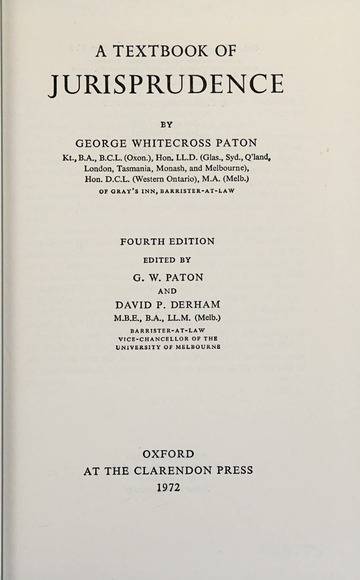 A TEXTBOOK OF
JURISPRUDENCE
BY
GEORGE WHITECROSS PATON
Kt., B.A., B.C.L. (Oxon.), Hon. LL.D. (Glas., Syd., Q'land,
London, Tasmania, Monash, and Melbourne),
Hon. D.C.L. (Western Ontario), M.A. (Melb.)
OF GRAY'S INN, BARRISTER-AT-LAW
FOURTH EDITION
EDITED BY
G. W. PATON
AND
DAVID P. DERHAM
M.B.E., B.A., LL.M. (Melb.)
BARRISTER-AT-LAW
VICE-CHANCELLOR OF THE
UNIVERSITY OF MELBOURNE
OXFORD
AT THE CLARENDON PRESS
1972